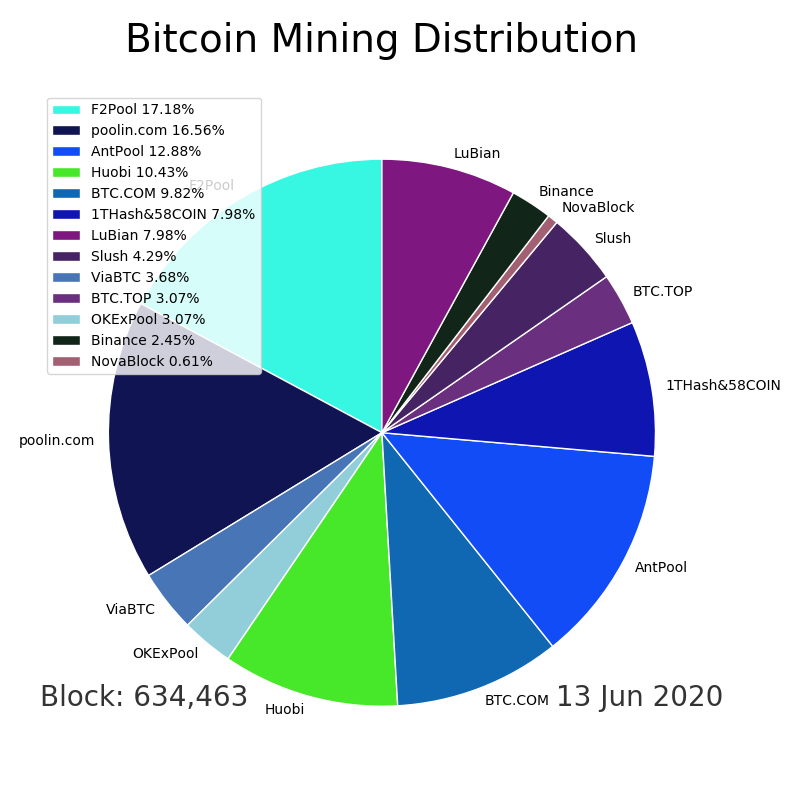 Bitcoin Mining Distribution
F2Pool 17.18%
poolin.com 16.56%
AntPool 12.88%
Huobi 10.43%
BTC.COM 9.82%
1THash&58COIN 7.98%
LuBian 7.98%
Slush 4.29%
ViaBTC 3.68%
BTC.TOP 3.07%
OKExPool 3.07%
Binance 2.45%
NovaBlock 0.61%
F2Pool
LuBian
Binance
NovaBlock
Slush
BTC.TOP
1THash&58COIN
poolin.com
AntPool
ViaBTC
OKExPool
Huobi
BTC.COM
Block: 634,463
13 Jun 2020